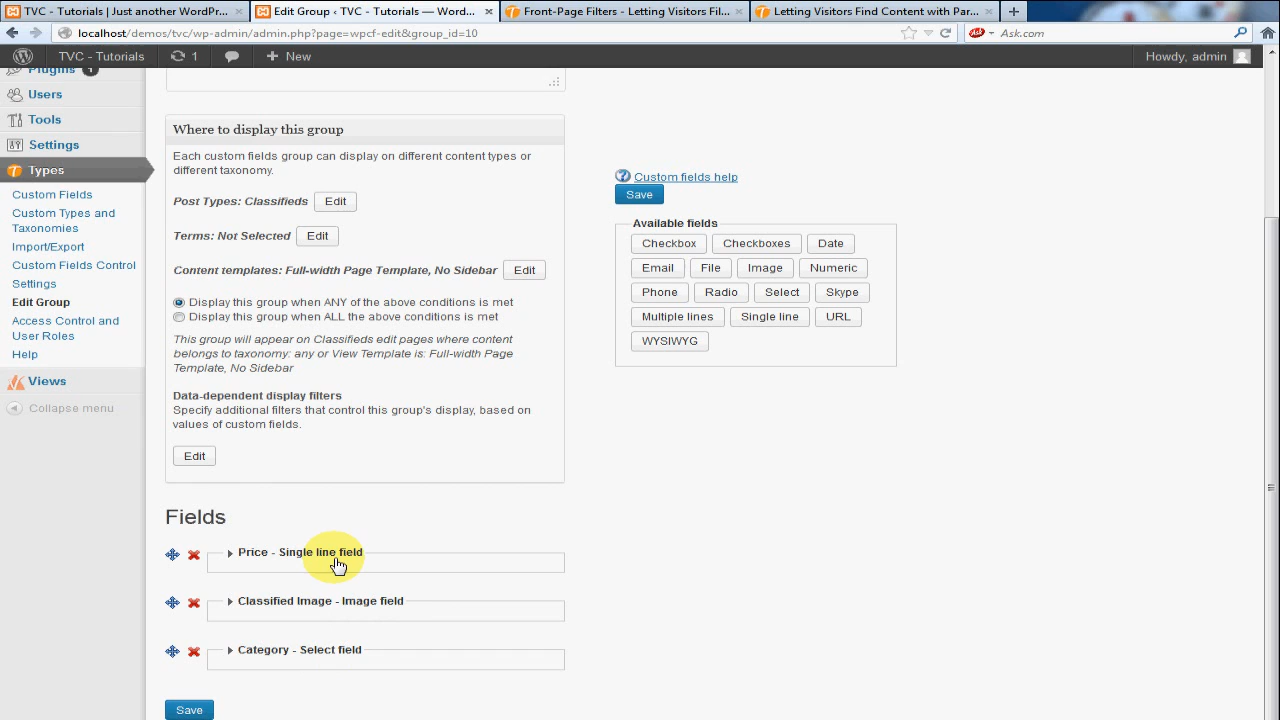 TVC - Tutorials | Just another WordPr...
Edit Group ‹ TVC - Tutorials — Word...
Front-Page Filters - Letting Visitors Fil...
Letting Visitors Find Content with Par...
localhost/demos/tvc/wp-admin/admin.php?page=wpcf-edit&group_id=10
Ask
Ask.com
TVC - Tutorials
1
New
Howdy, admin
Plugins 1
Users
Tools
Settings
Types
Custom Fields
Custom Types and
Taxonomies
Import/Export
Custom Fields Control
Settings
Edit Group
Access Control and
User Roles
Help
Views
Collapse menu
Where to display this group
Each custom fields group can display on different content types or
different taxonomy.
Post Types: Classifieds Edit
Terms: Not Selected Edit
Content templates: Full-width Page Template, No Sidebar Edit
Display this group when ANY of the above conditions is met
Display this group when ALL the above conditions is met
This group will appear on Classifieds edit pages where content
belongs to taxonomy: any or View Template is: Full-width Page
Template, No Sidebar
Data-dependent display filters
Specify additional filters that control this group's display, based on
values of custom fields.
Edit
Fields
Price - Single line field
Classified Image - Image field
Category - Select field
Save
Custom fields help
Save
Available fields
Checkbox Checkboxes Date
Email File Image Numeric
Phone Radio Select Skype
Multiple lines Single line URL
WYSIWYG